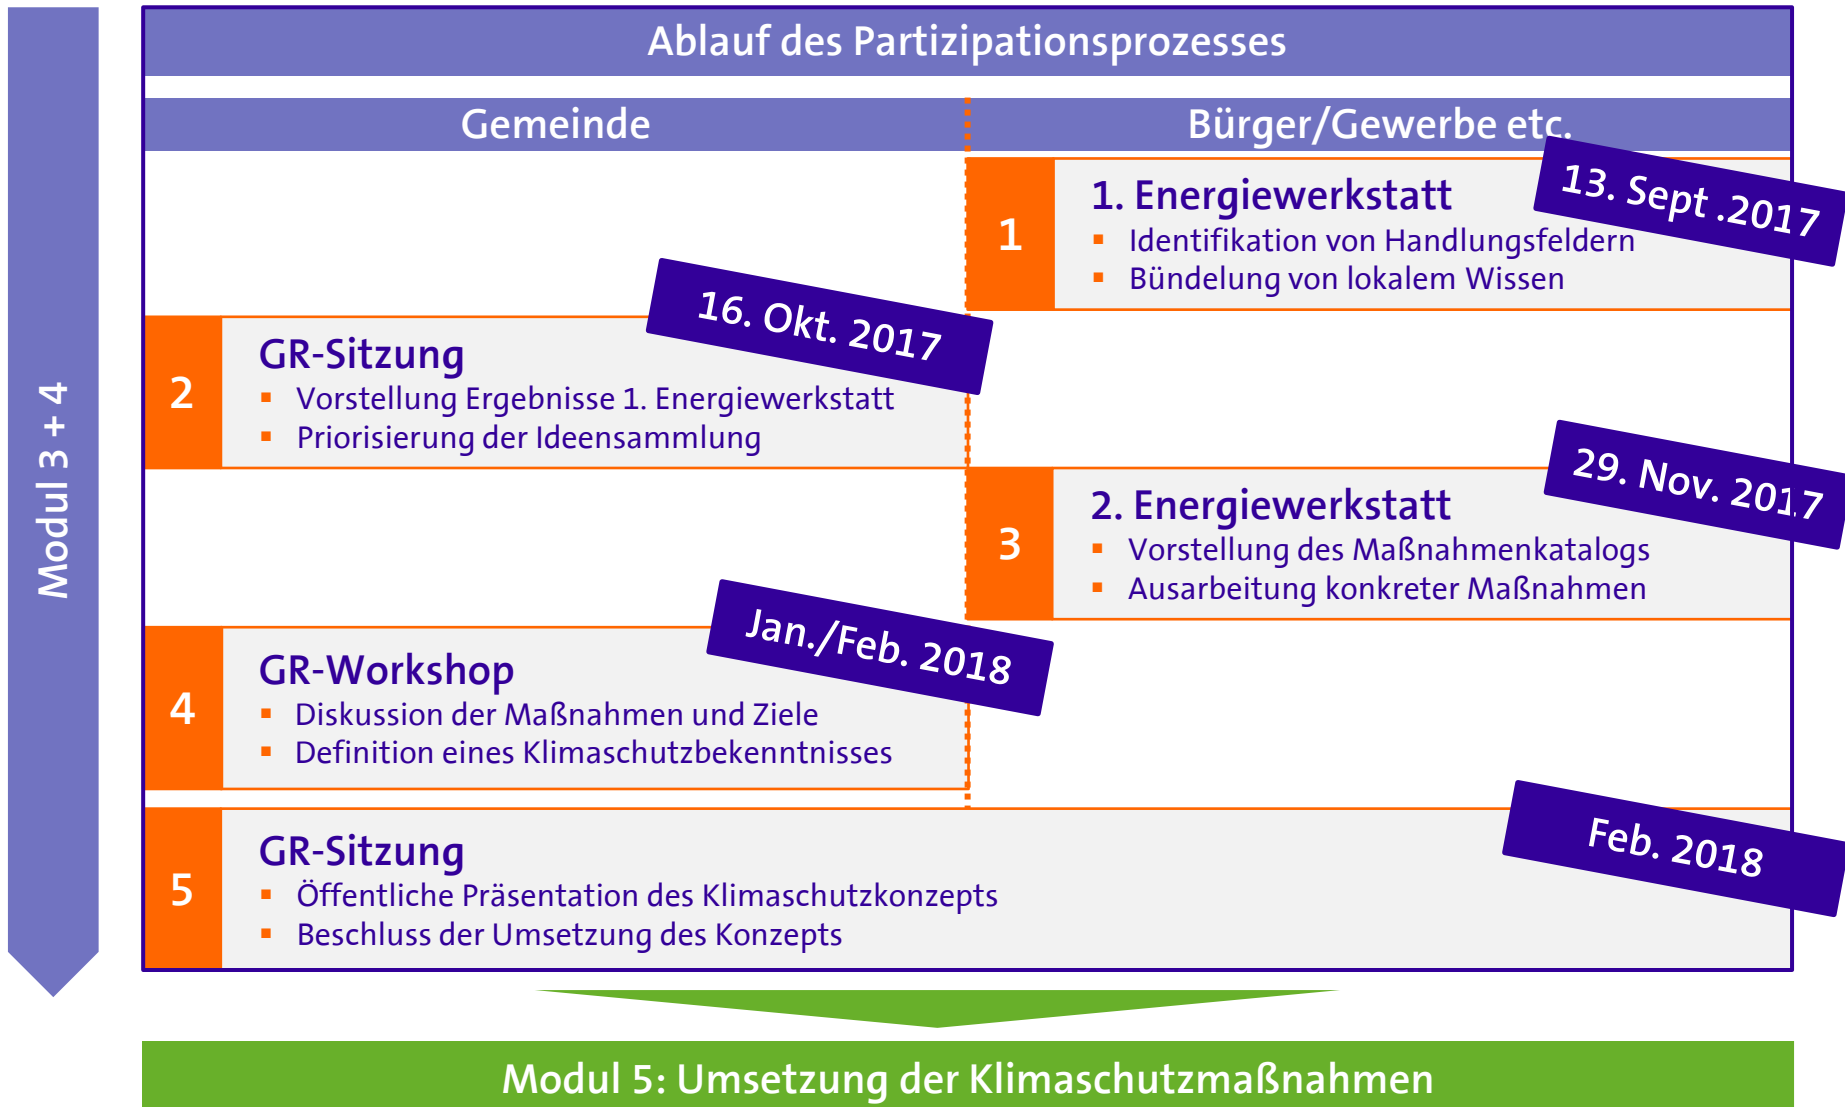 Ablauf des Partizipationsprozesses
Gemeinde
Bürger/Gewerbe etc.
Modul 3 + 4
1
1. Energiewerkstatt
13. Sept .2017
▪ Identifikation von Handlungsfeldern
▪ Bündelung von lokalem Wissen
16. Okt. 2017
2
GR-Sitzung
▪ Vorstellung Ergebnisse 1. Energiewerkstatt
▪ Priorisierung der Ideensammlung
29. Nov. 2017
3
2. Energiewerkstatt
▪ Vorstellung des Maßnahmenkatalogs
▪ Ausarbeitung konkreter Maßnahmen
Jan./Feb. 2018
4
GR-Workshop
▪ Diskussion der Maßnahmen und Ziele
▪ Definition eines Klimaschutzbekenntnisses
Feb. 2018
5
GR-Sitzung
▪ Öffentliche Präsentation des Klimaschutzkonzepts
▪ Beschluss der Umsetzung des Konzepts
Modul 5: Umsetzung der Klimaschutzmaßnahmen